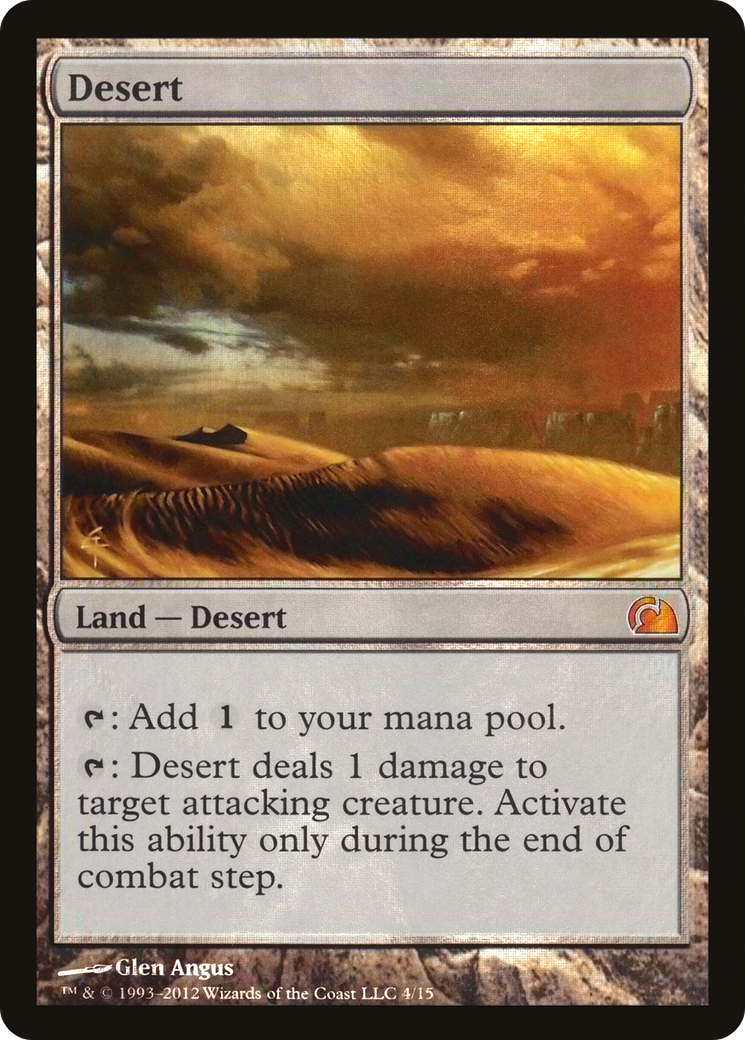 Desert
Land — Desert
: Add 1 to your mana pool.
: Desert deals 1 damage to
target attacking creature. Activate
this ability only during the end of
combat step.
Glen Angus
™ & © 1993–2012 Wizards of the Coast LLC 4/15